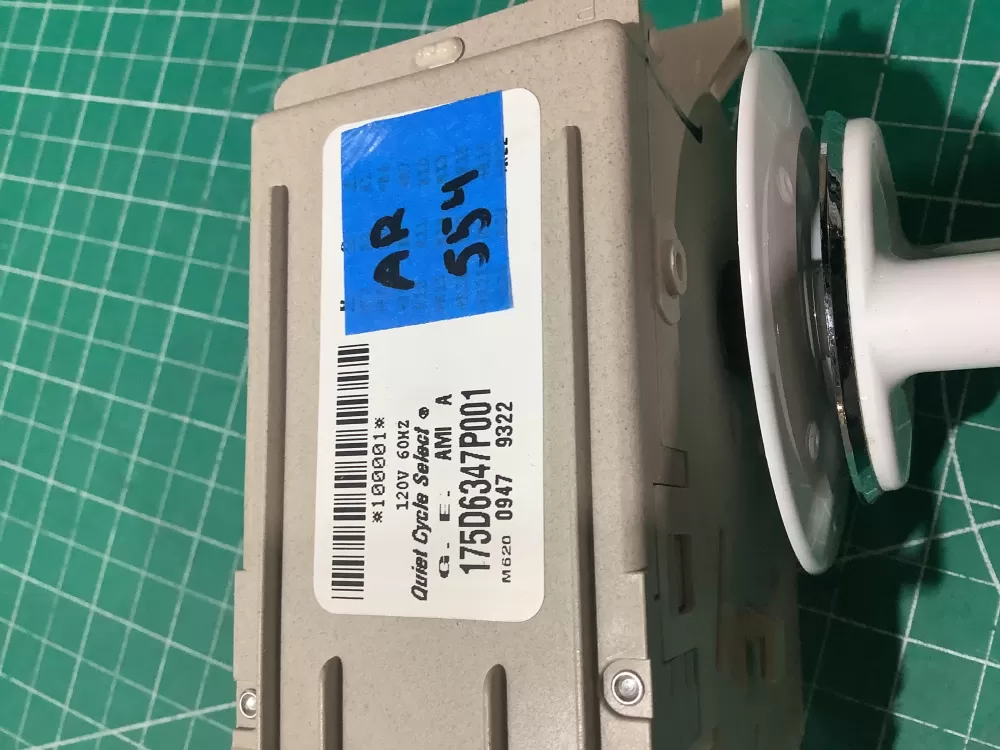 AR
554
*100001*
120V 60HZ
Quiet Cycle Select ®
G. E. AMI A
175D6347P001
M620 0947 9322